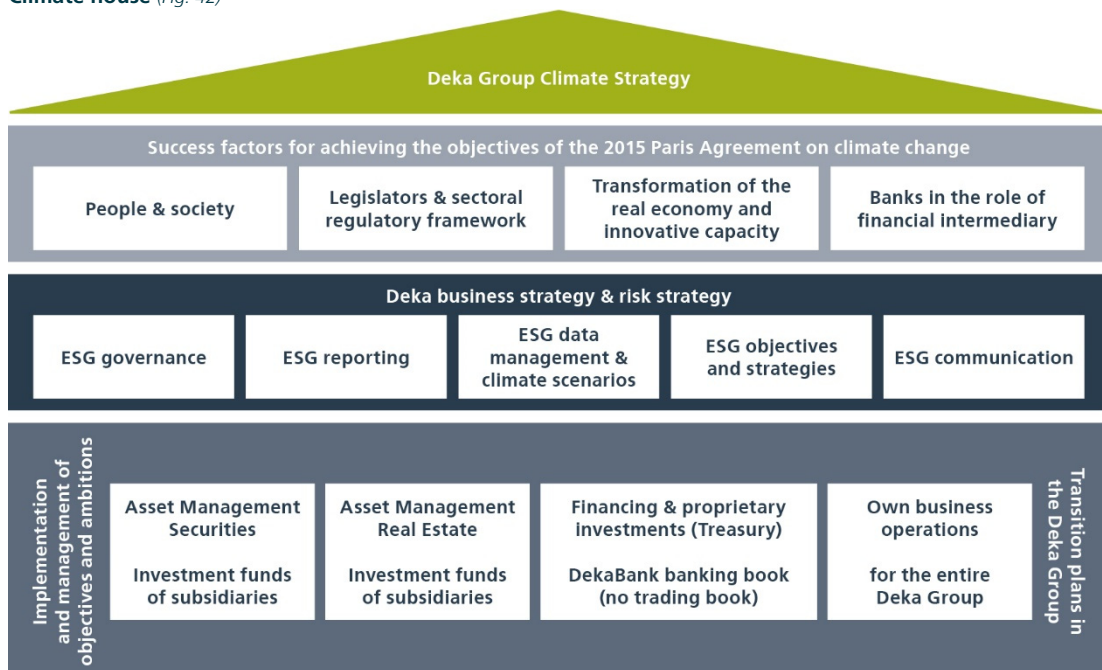 Climate house (Fig. 42)
Deka Group Climate Strategy
Success factors for achieving the objectives of the 2015 Paris Agreement on climate change
People & society
Legislators & sectoral
regulatory framework
Transformation of the
real economy and
innovative capacity
Banks in the role of
financial intermediary
Deka business strategy & risk strategy
ESG governance
ESG reporting
ESG data
management &
climate scenarios
ESG objectives
and strategies
ESG communication
Implementation
and management of
objectives and ambitions
Asset Management
Securities
Investment funds
of subsidiaries
Asset Management
Real Estate
Investment funds
of subsidiaries
Financing & proprietary
investments (Treasury)
DekaBank banking book
(no trading book)
Own business
operations
for the entire
Deka Group
Transition plans in
the Deka Group